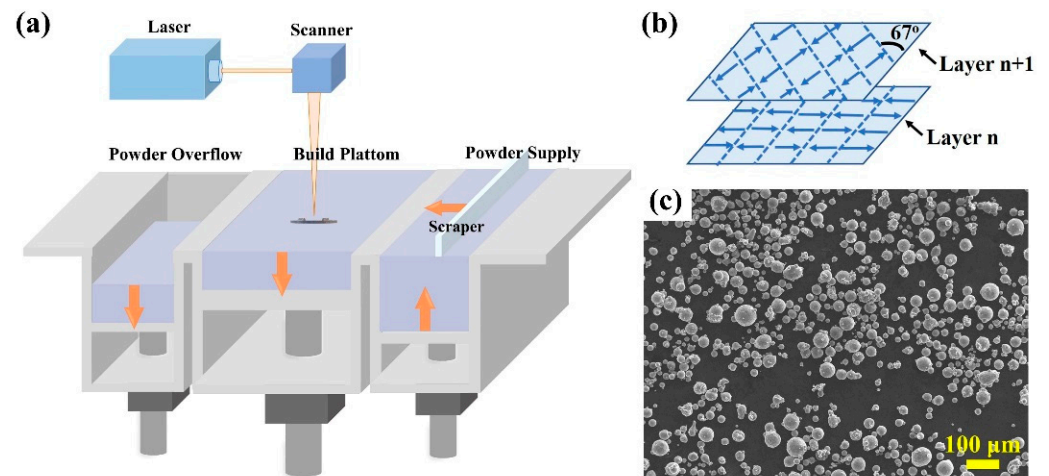 (a)
Laser
Scanner
Powder Overflow
Build Plattom
Powder Supply
Scraper
(b)
67°
Layer n+1
Layer n
(c)
100 μm